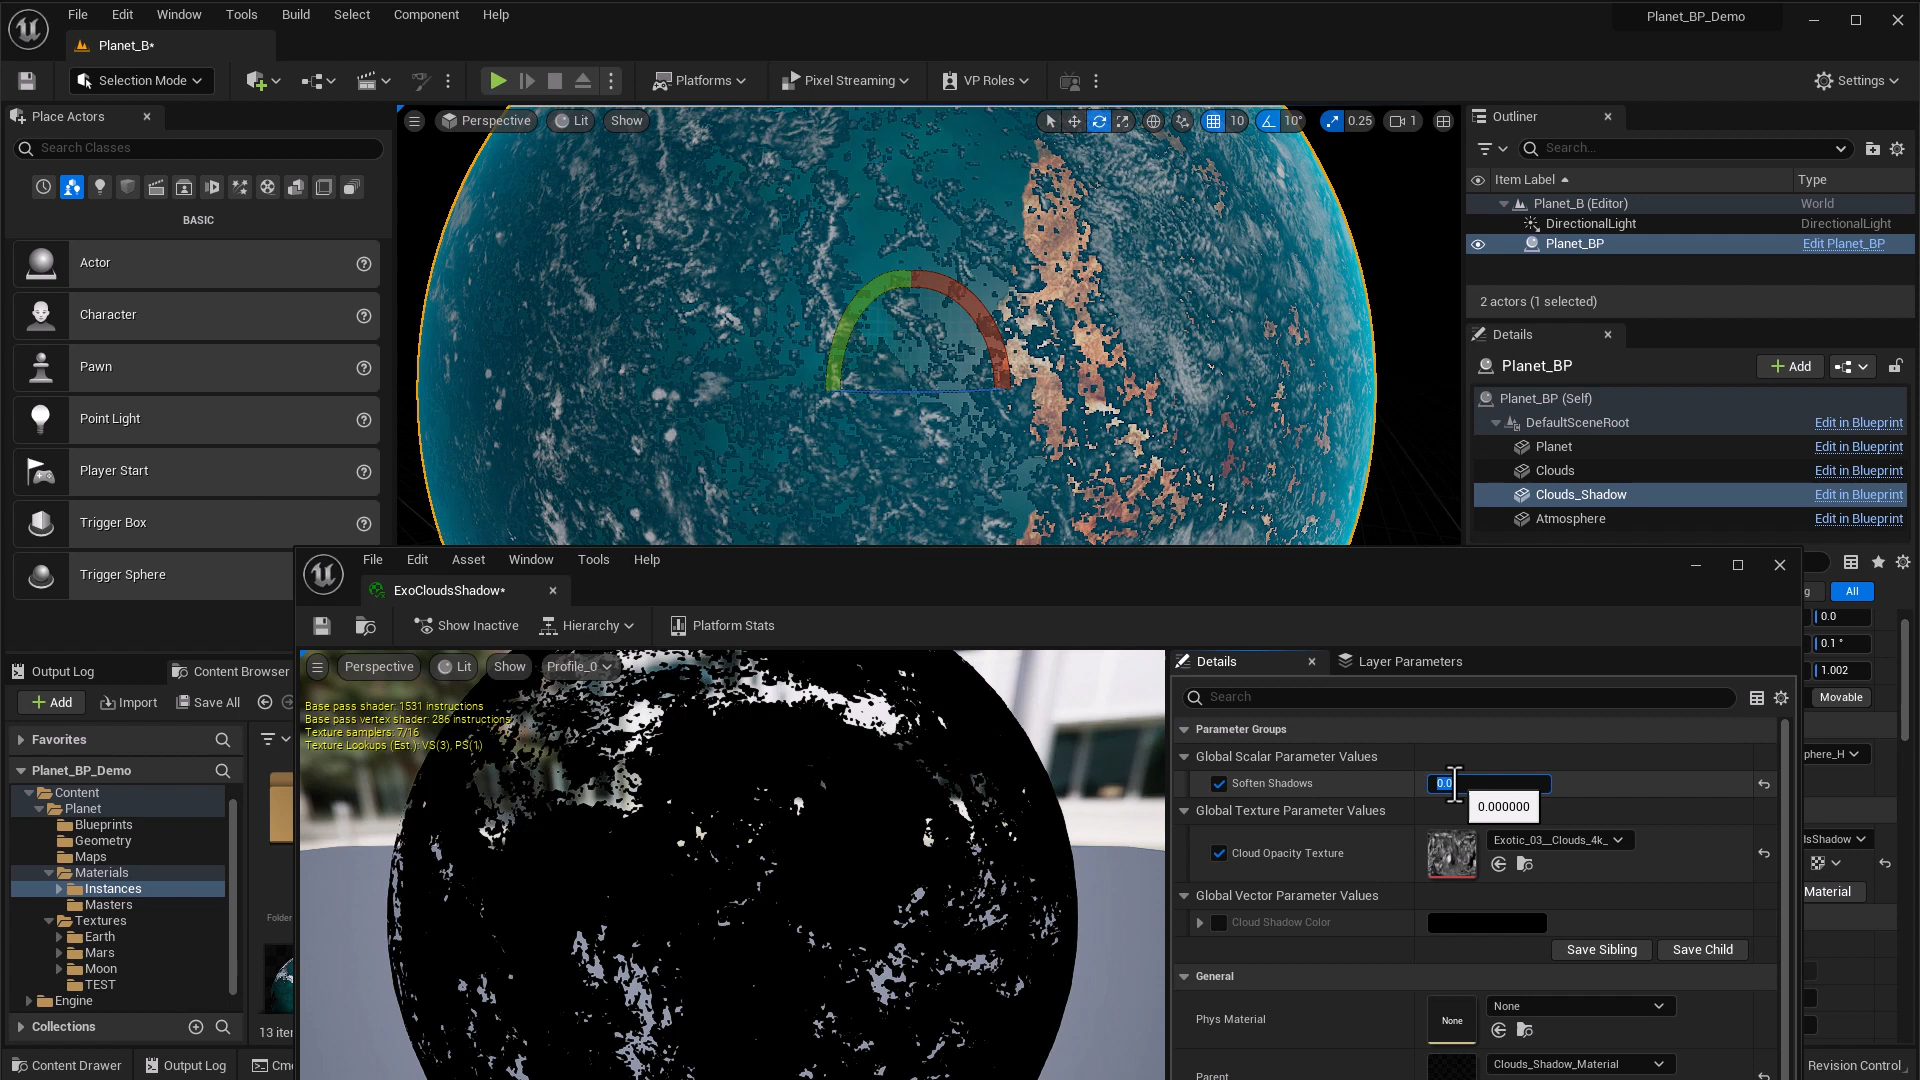 File Edit Window Tools Build Select Component Help
Planet_BP_Demo
Planet_B*
Selection Mode
Platforms
Pixel Streaming
VP Roles
Settings
Place Actors
Search Classes
BASIC
Actor
Character
Pawn
Point Light
Player Start
Trigger Box
Trigger Sphere
Perspective Lit Show
10 10° 0.25 1
Outliner
Search...
Item Label Type
Planet_B (Editor) World
DirectionalLight DirectionalLight
Planet_BP Edit Planet_BP
2 actors (1 selected)
Details
Planet_BP
Add
Planet_BP (Self)
DefaultSceneRoot Edit in Blueprint
Planet Edit in Blueprint
Clouds Edit in Blueprint
Clouds_Shadow Edit in Blueprint
Atmosphere Edit in Blueprint
All
0.0
0.1 °
1.002
Movable
phere_H
Material
File Edit Asset Window Tools Help
ExoCloudsShadow*
Show Inactive Hierarchy Platform Stats
Perspective Lit Show Profile_0
Base pass shader: 1531 instructions
Base pass vertex shader: 286 instructions
Texture samplers: 7/16
Texture Lookups (Est.): VS(3), PS(1)
Details Layer Parameters
Search
Parameter Groups
Global Scalar Parameter Values
Soften Shadows 0.0
0.000000
Global Texture Parameter Values
Cloud Opacity Texture Exotic_03__Clouds_4k_
Global Vector Parameter Values
Cloud Shadow Color
Save Sibling Save Child
General
Phys Material None None
Parent Clouds_Shadow_Material
Output Log Content Browser
Add Import Save All
Favorites
Planet_BP_Demo
Content
Planet
Blueprints
Geometry
Maps
Materials
Instances
Masters
Textures
Earth
Mars
Moon
TEST
Engine
Collections
Folder
13 iter
Content Drawer Output Log Revision Control